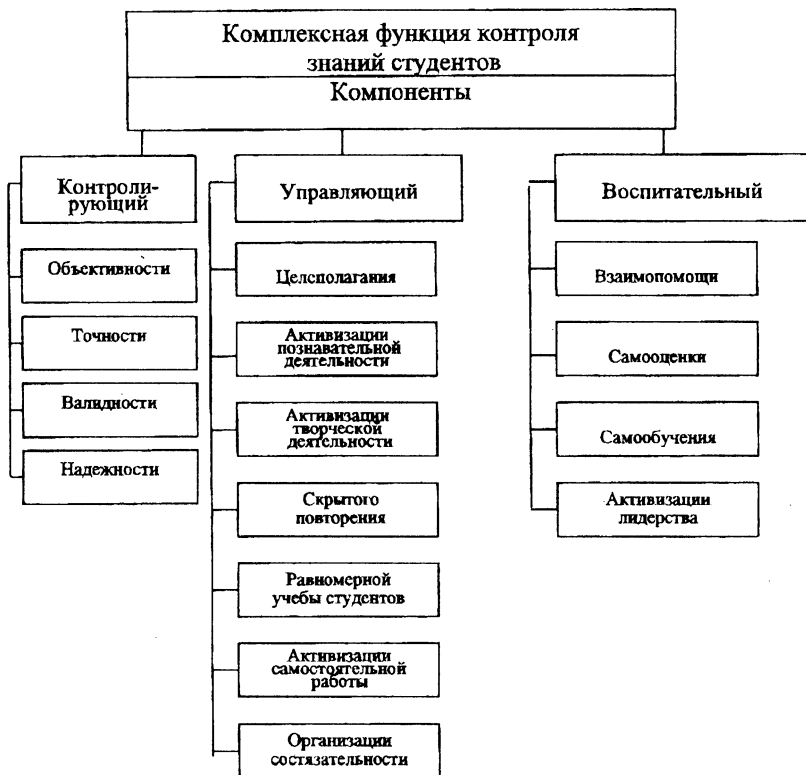 Комплексная функция контроля
знаний студентов
Компоненты
Контроли-
рующий
Объективности
Точности
Валидности
Надежности
Управляющий
Целсполагания
Активизации
познавательной
деятельности
Активизации
творческой
деятельности
Скрытого
повторения
Равномерной
учебы студентов
Активизации
самостоятельной
работы
Организации
состязательности
Воспитательный
Взаимопомощи
Самооценки
Самообучения
Активизации
лидерства